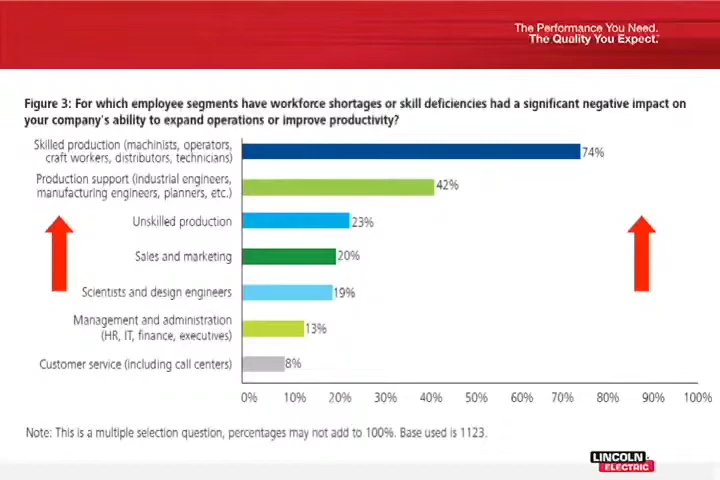 The Performance You Need.
The Quality You Expect.®
Figure 3: For which employee segments have workforce shortages or skill deficiencies had a significant negative impact on
your company's ability to expand operations or improve productivity?
Skilled production (machinists, operators,
craft workers, distributors, technicians)
74%
Production support (industrial engineers,
manufacturing engineers, planners, etc.)
42%
Unskilled production
23%
Sales and marketing
20%
Scientists and design engineers
19%
Management and administration
(HR, IT, finance, executives)
13%
Customer service (including call centers)
8%
0% 10% 20% 30% 40% 50% 60% 70% 80% 90% 100%
Note: This is a multiple selection question, percentages may not add to 100%. Base used is 1123.
LINCOLN
ELECTRIC